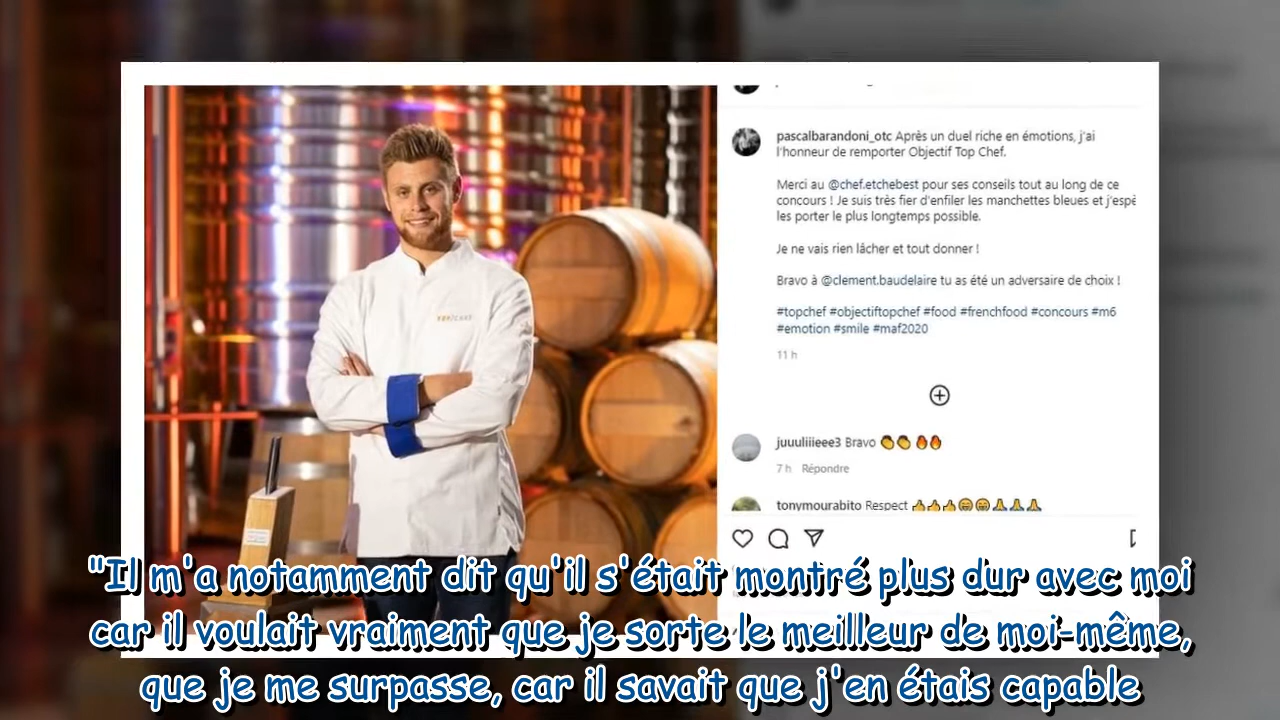 pascalbarandoni_otc Après un duel riche en émotions, j'ai
l'honneur de remporter Objectif Top Chef.
Merci au @chef.etchebest pour ses conseils tout au long de ce
concours ! Je suis très fier d'enfiler les manchettes bleues et j'espè
les porter le plus longtemps possible.
Je ne vais rien lâcher et tout donner !
Bravo à @clement.baudelaire tu as été un adversaire de choix !
#topchef #objectiftopchef #food #frenchfood #concours #m6
#emotion #smile #maf2020
11 h
juuuliiieee3 Bravo 👏👏🔥🔥
7 h Répondre
tonymourabito Respect 👍👍👍😄😄🙏🙏🙏
"Il m'a notamment dit qu'il s'était montré plus dur avec moi
car il voulait vraiment que je sorte le meilleur de moi-même,
que je me surpasse, car il savait que j'en étais capable